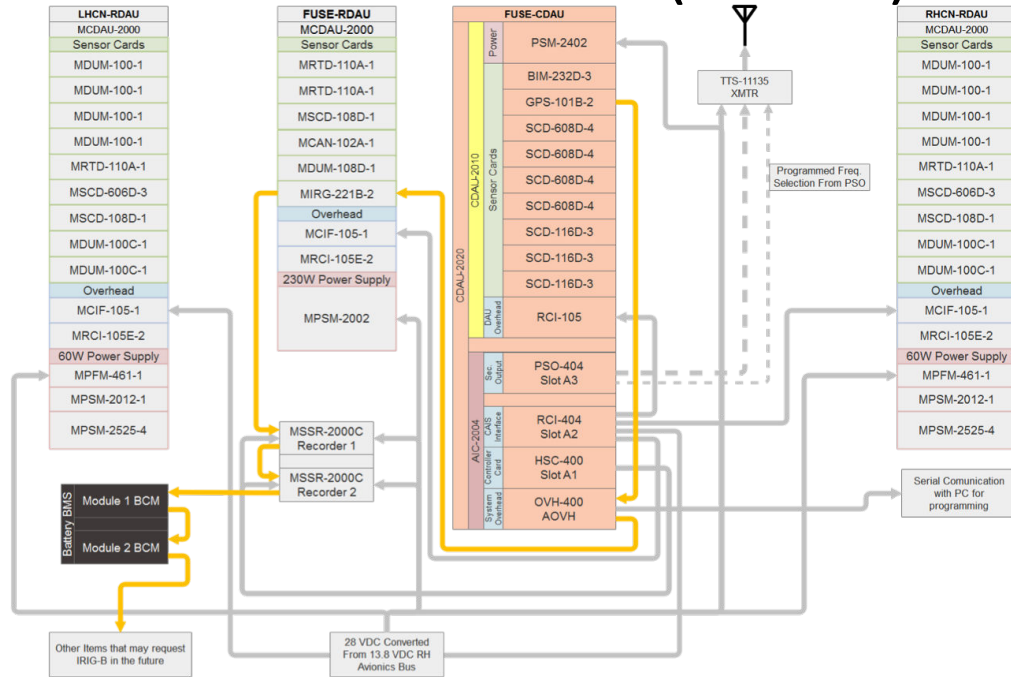 LHCN-RDAU
MCDAU-2000
Sensor Cards
MDUM-100-1
MDUM-100-1
MDUM-100-1
MDUM-100-1
MRTD-110A-1
MSCD-606D-3
MSCD-108D-1
MDUM-100C-1
MDUM-100C-1
Overhead
MCIF-105-1
MRCI-105E-2
60W Power Supply
MPFM-461-1
MPSM-2012-1
MPSM-2525-4
FUSE-RDAU
MCDAU-2000
Sensor Cards
MRTD-110A-1
MRTD-110A-1
MSCD-108D-1
MCAN-102A-1
MDUM-108D-1
MIRG-221B-2
Overhead
MCIF-105-1
MRCI-105E-2
230W Power Supply
MPSM-2002
MSSR-2000C
Recorder 1
MSSR-2000C
Recorder 2
Battery BMS
Module 1 BCM
Module 2 BCM
Other Items that may request
IRIG-B in the future
28 VDC Converted
From 13.8 VDC RH
Avionics Bus
FUSE-CDAU
CDAU-2020
CDAU-2010
Power
PSM-2402
Sensor Cards
BIM-232D-3
GPS-101B-2
SCD-608D-4
SCD-608D-4
SCD-608D-4
SCD-608D-4
SCD-116D-3
SCD-116D-3
SCD-116D-3
DAU
Overhead
RCI-105
AIC-2004
Sec.
Output
PSO-404
Slot A3
CAIS
Interface
RCI-404
Slot A2
Controller
Card
HSC-400
Slot A1
System
Overhead
OVH-400
AOVH
TTS-11135
XMTR
Programmed Freq.
Selection From PSO
RHCN-RDAU
MCDAU-2000
Sensor Cards
MDUM-100-1
MDUM-100-1
MDUM-100-1
MDUM-100-1
MRTD-110A-1
MSCD-606D-3
MSCD-108D-1
MDUM-100C-1
MDUM-100C-1
Overhead
MCIF-105-1
MRCI-105E-2
60W Power Supply
MPFM-461-1
MPSM-2012-1
MPSM-2525-4
Serial Comunication
with PC for
programming